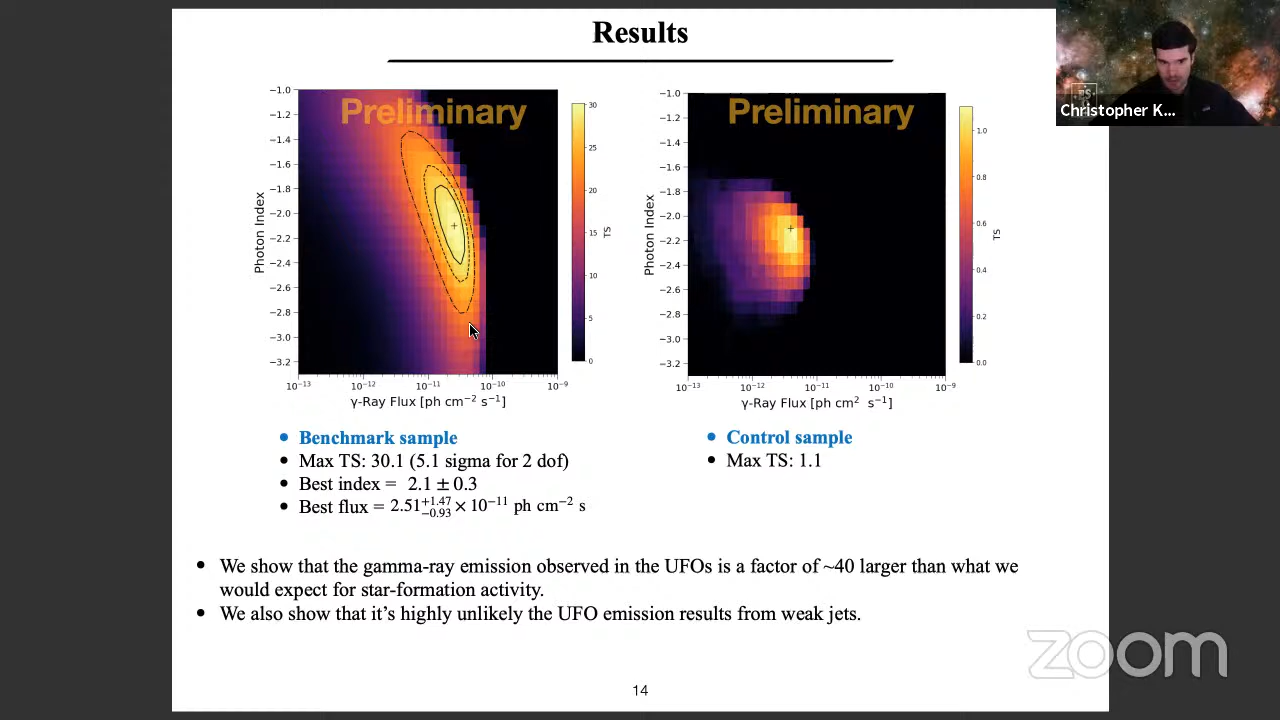 Results
Preliminary
−1.0
−1.2
−1.4
−1.6
−1.8
−2.0
−2.2
−2.4
−2.6
−2.8
−3.0
−3.2
Photon Index
10−13
10−12
10−11
10−10
10−9
γ-Ray Flux [ph cm−2 s−1]
30
25
20
15
10
5
0
TS
Preliminary
−1.0
−1.2
−1.4
−1.6
−1.8
−2.0
−2.2
−2.4
−2.6
−2.8
−3.0
−3.2
Photon Index
10−13
10−12
10−11
10−10
10−9
γ-Ray Flux [ph cm2 s−1]
1.0
0.8
0.6
0.4
0.2
0.0
TS
Christopher K...
• Benchmark sample
• Max TS: 30.1 (5.1 sigma for 2 dof)
• Best index = 2.1 ± 0.3
• Best flux = 2.51+1.47−0.93 × 10−11 ph cm−2 s
• Control sample
• Max TS: 1.1
• We show that the gamma-ray emission observed in the UFOs is a factor of ~40 larger than what we
would expect for star-formation activity.
• We also show that it's highly unlikely the UFO emission results from weak jets.
zoom
14